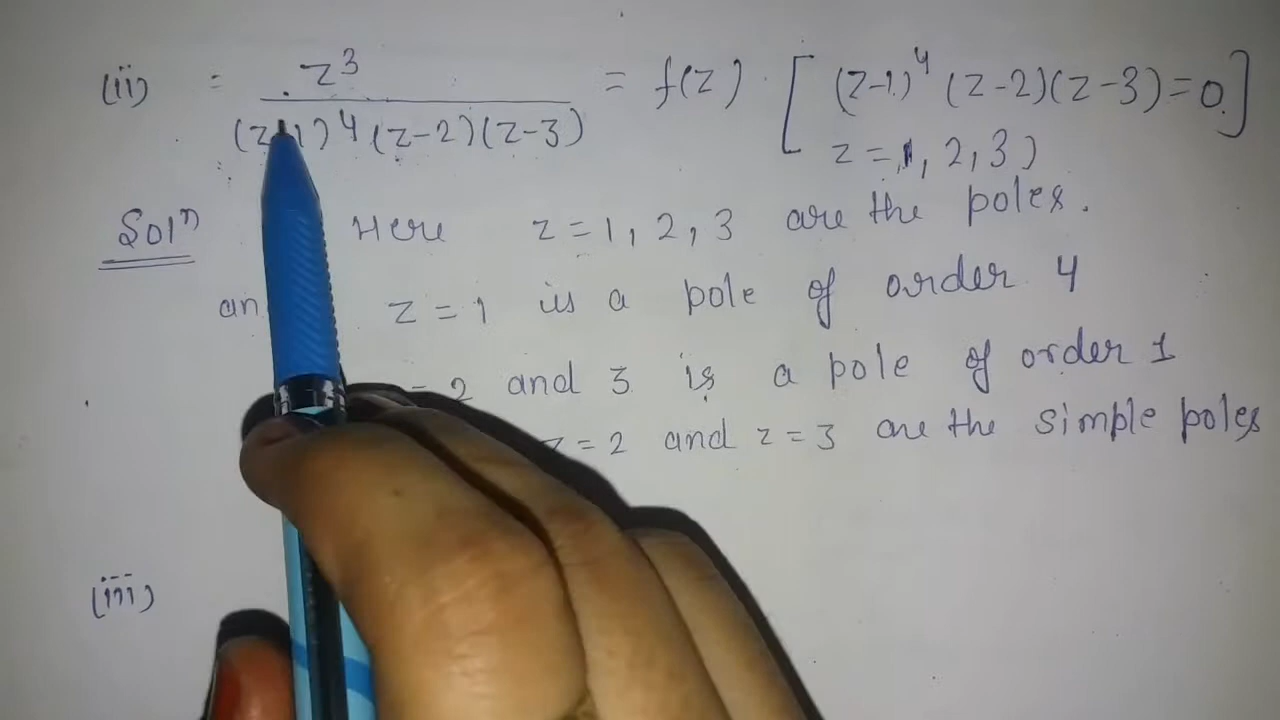 (ii) = z³ / (z-1)⁴ (z-2)(z-3) = f(z) . [ (z-1)⁴ (z-2)(z-3)=0. ]
z = 1, 2, 3)
Solⁿ Here z = 1, 2, 3 are the poles.
z = 1 is a pole of order 4
= 2 and 3 is a pole of order 1
z = 2 and z = 3 are the simple poles
(iii)